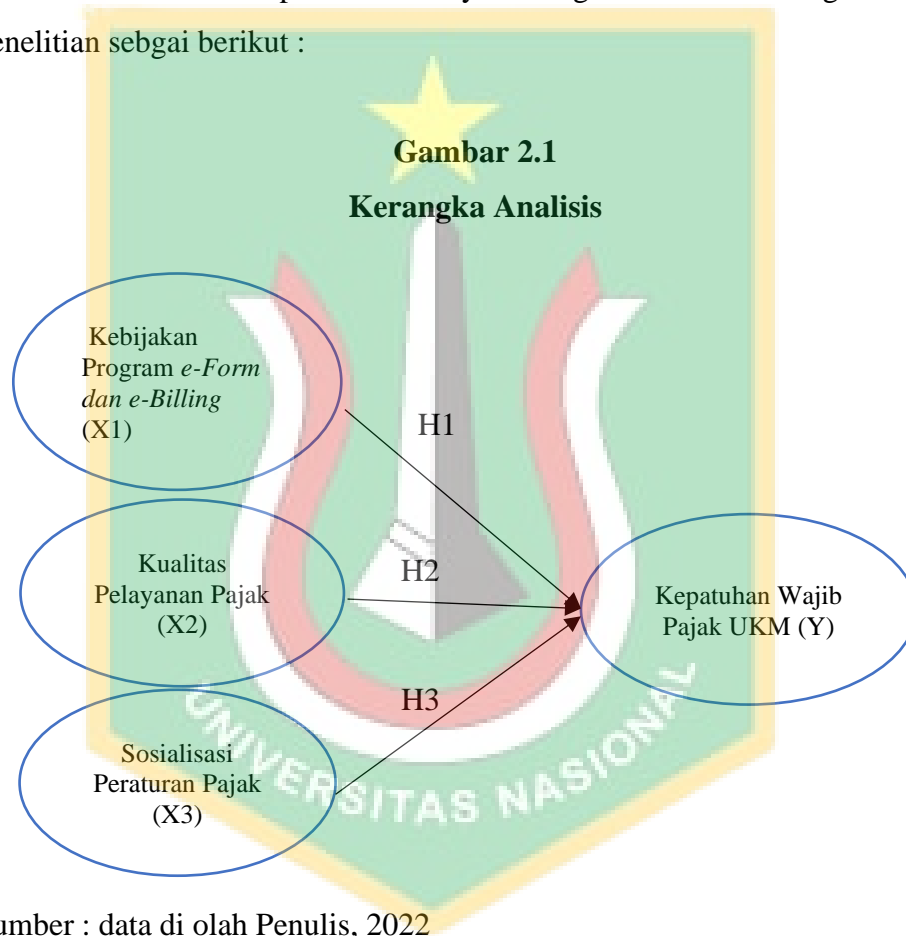 enelitian sebgai berikut :
Gambar 2.1
Kerangka Analisis
Kebijakan
Program e-Form
dan e-Billing
(X1)
H1
Kualitas
Pelayanan Pajak
(X2)
H2
Kepatuhan Wajib
Pajak UKM (Y)
H3
Sosialisasi
Peraturan Pajak
(X3)
UNIVERSITAS NASIONAL
umber : data di olah Penulis, 2022